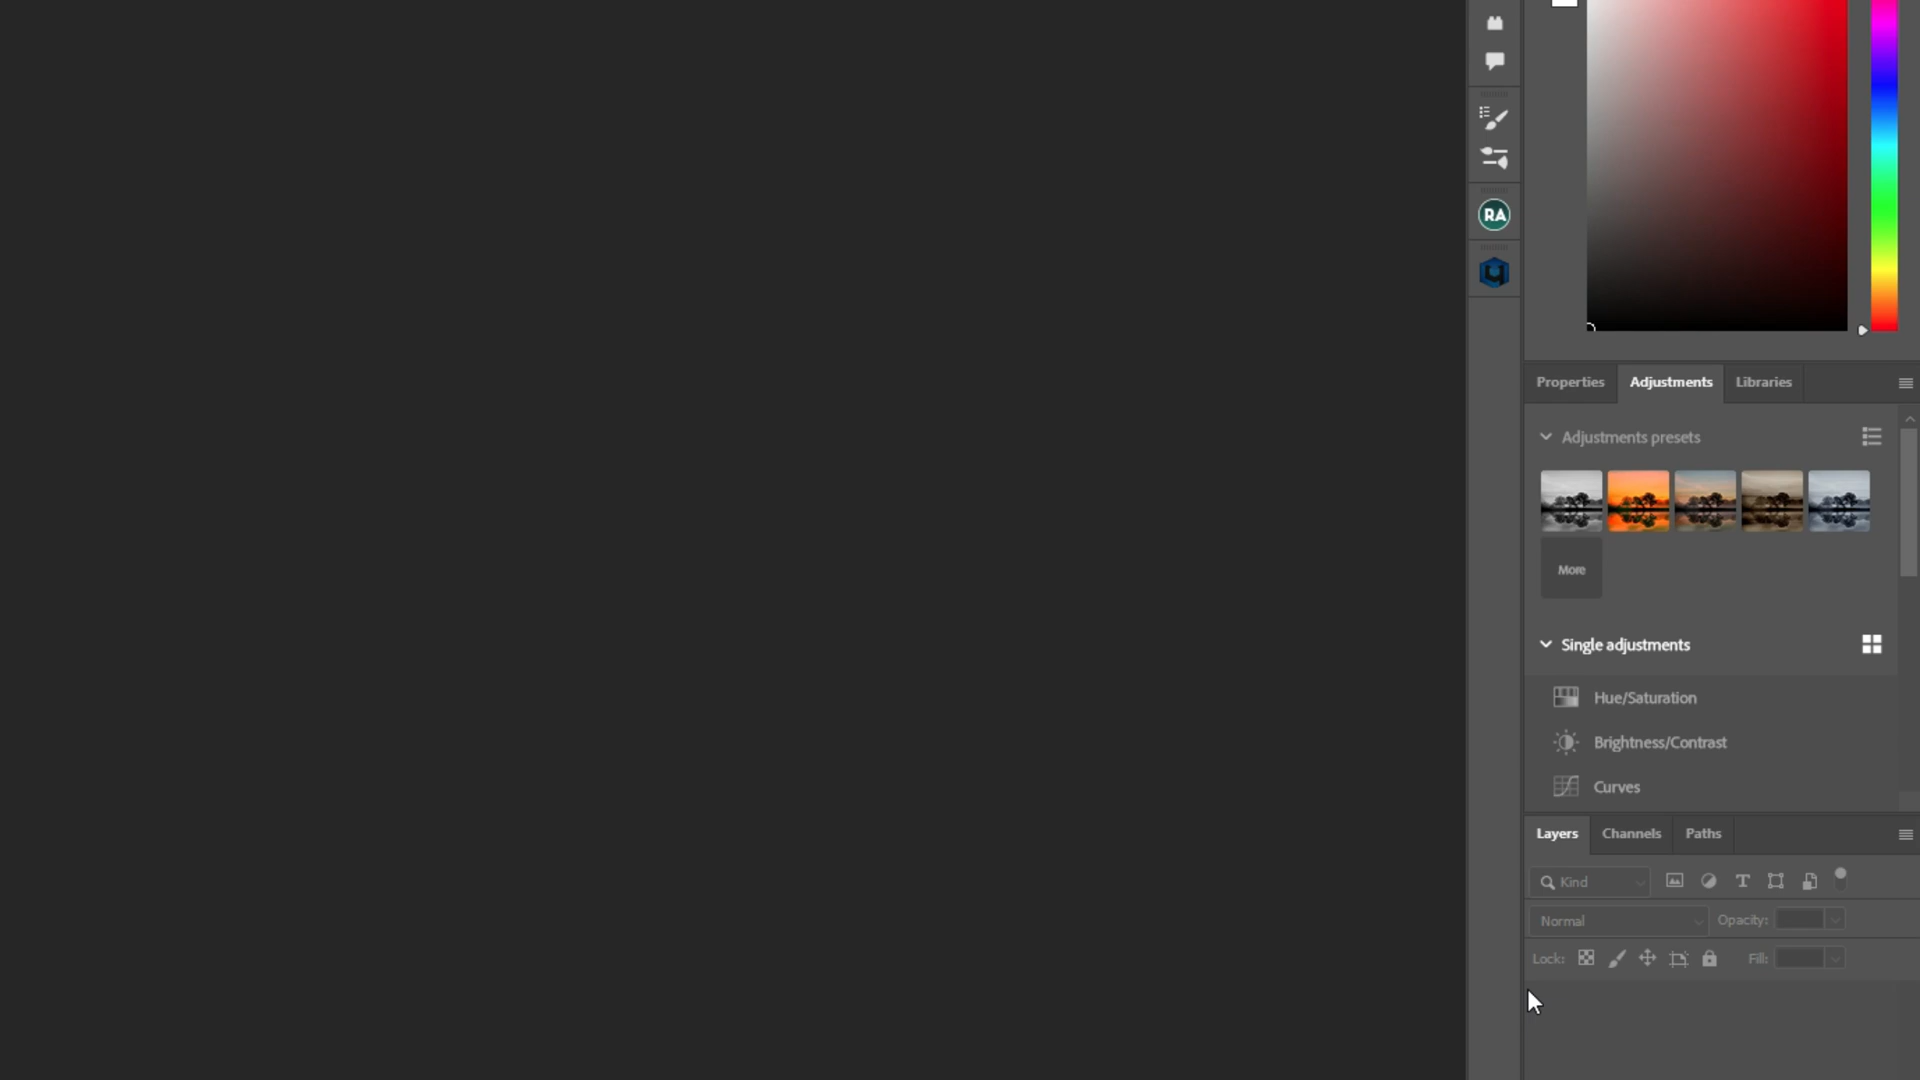 RA
Properties Adjustments Libraries
Adjustments presets
More
Single adjustments
Hue/Saturation
Brightness/Contrast
Curves
Layers Channels Paths
Kind
Normal Opacity:
Lock: Fill: